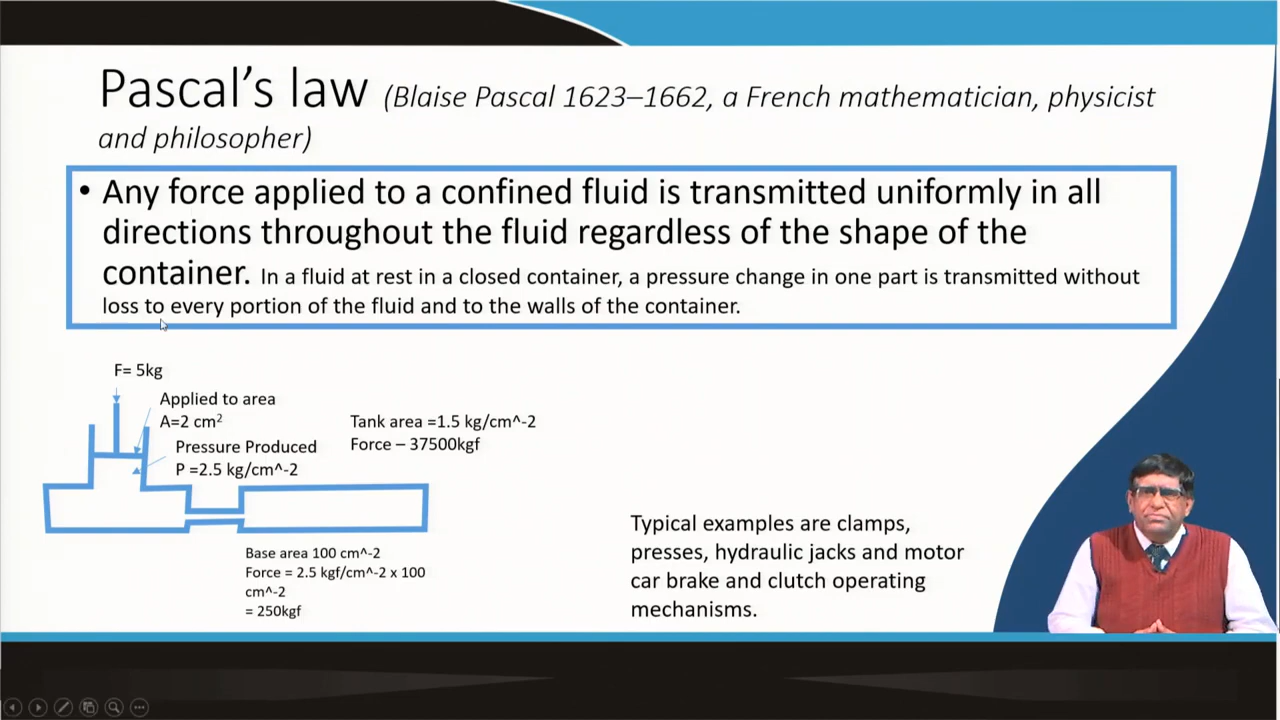 Pascal's law (Blaise Pascal 1623–1662, a French mathematician, physicist
and philosopher)
• Any force applied to a confined fluid is transmitted uniformly in all
directions throughout the fluid regardless of the shape of the
container. In a fluid at rest in a closed container, a pressure change in one part is transmitted without
loss to every portion of the fluid and to the walls of the container.
F= 5kg
Applied to area
A=2 cm²
Pressure Produced
P =2.5 kg/cm^-2
Tank area =1.5 kg/cm^-2
Force – 37500kgf
Base area 100 cm^-2
Force = 2.5 kgf/cm^-2 x 100
cm^-2
= 250kgf
Typical examples are clamps,
presses, hydraulic jacks and motor
car brake and clutch operating
mechanisms.